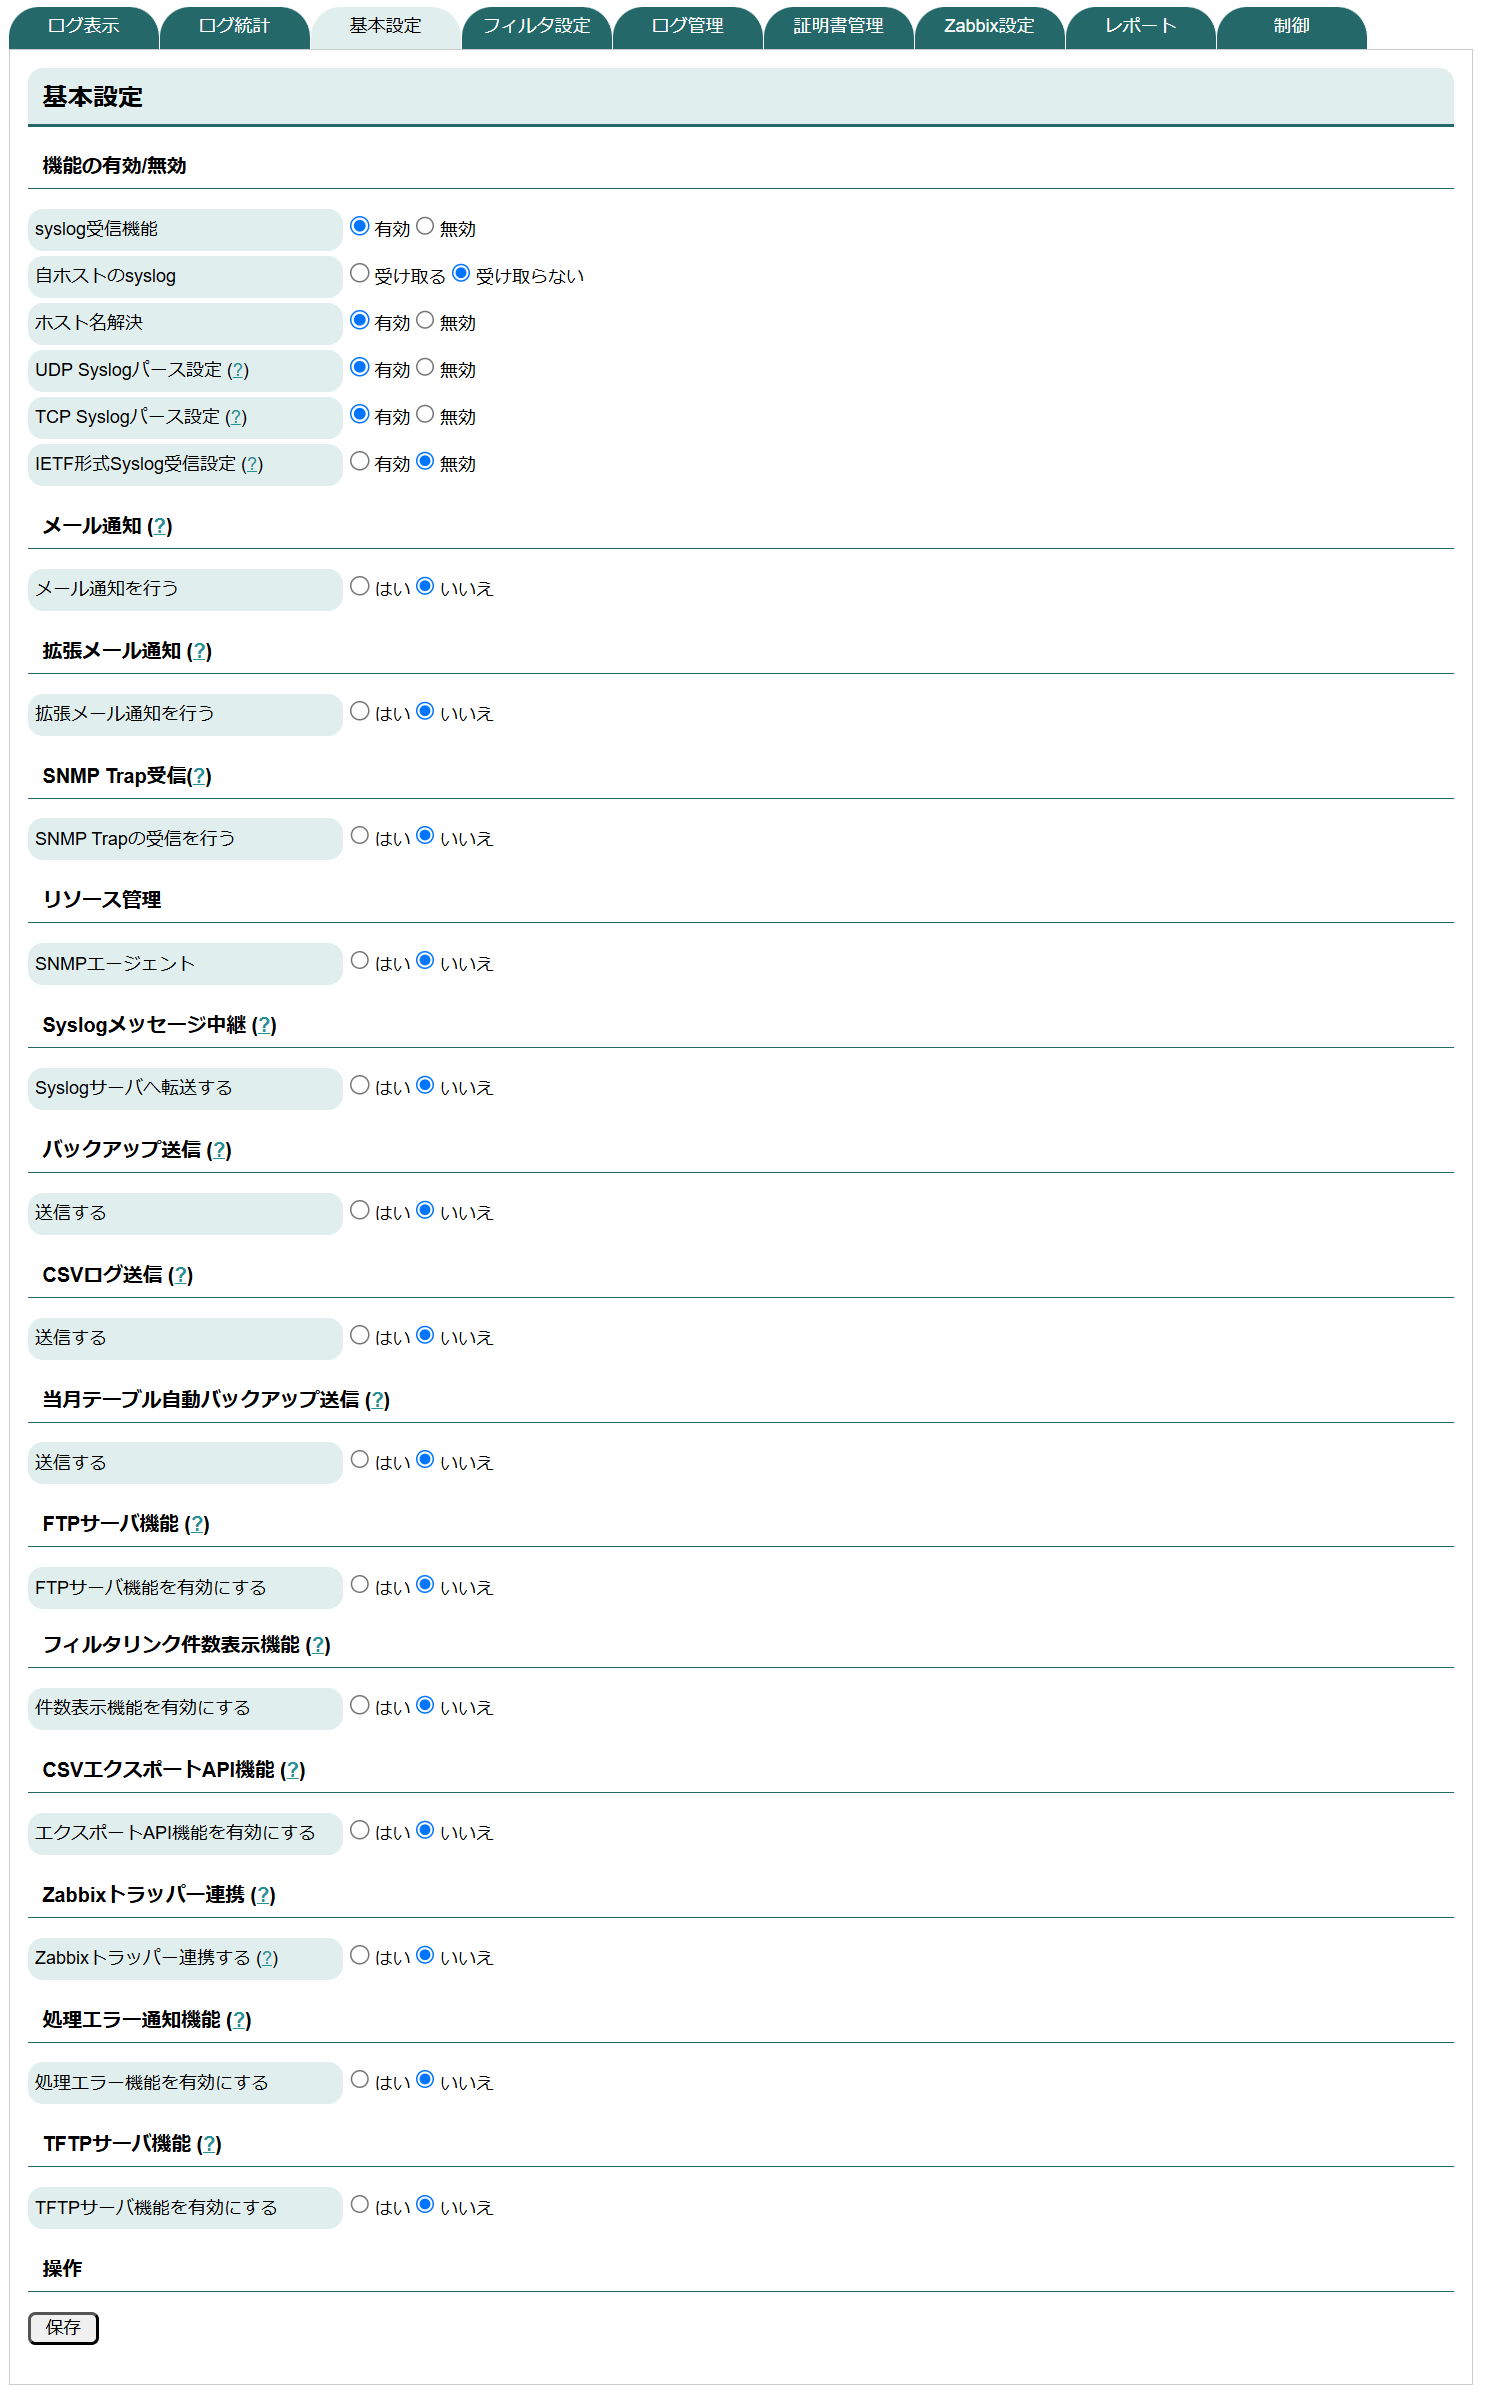 ログ表示 ログ統計 基本設定 フィルタ設定 ログ管理 証明書管理 Zabbix設定 レポート 制御
基本設定
機能の有効/無効
syslog受信機能 有効 無効
自ホストのsyslog 受け取る 受け取らない
ホスト名解決 有効 無効
UDP Syslogパース設定 (?) 有効 無効
TCP Syslogパース設定 (?) 有効 無効
IETF形式Syslog受信設定 (?) 有効 無効
メール通知 (?)
メール通知を行う はい いいえ
拡張メール通知 (?)
拡張メール通知を行う はい いいえ
SNMP Trap受信(?)
SNMP Trapの受信を行う はい いいえ
リソース管理
SNMPエージェント はい いいえ
Syslogメッセージ中継 (?)
Syslogサーバへ転送する はい いいえ
バックアップ送信 (?)
送信する はい いいえ
CSVログ送信 (?)
送信する はい いいえ
当月テーブル自動バックアップ送信 (?)
送信する はい いいえ
FTPサーバ機能 (?)
FTPサーバ機能を有効にする はい いいえ
フィルタリンク件数表示機能 (?)
件数表示機能を有効にする はい いいえ
CSVエクスポートAPI機能 (?)
エクスポートAPI機能を有効にする はい いいえ
Zabbixトラッパー連携 (?)
Zabbixトラッパー連携する (?) はい いいえ
処理エラー通知機能 (?)
処理エラー機能を有効にする はい いいえ
TFTPサーバ機能 (?)
TFTPサーバ機能を有効にする はい いいえ
操作
保存